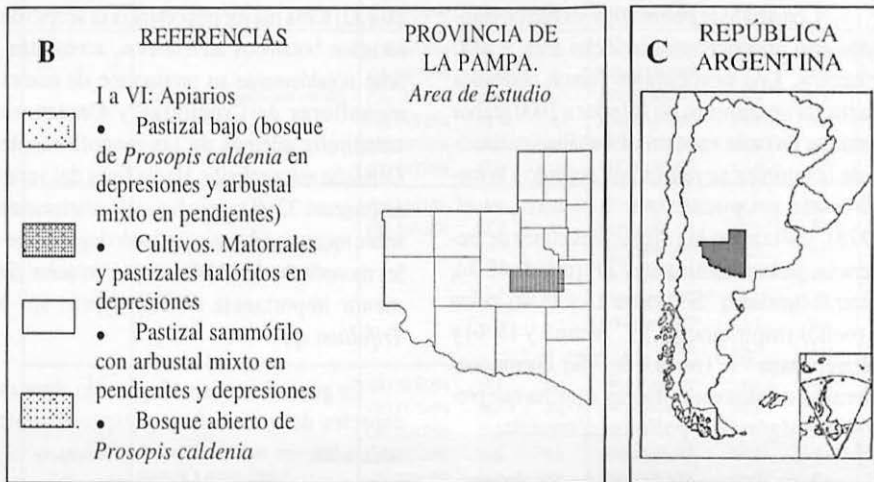 B
REFERENCIAS
I a VI: Apiarios
• Pastizal bajo (bosque
de Prosopis caldenia en
depresiones y arbustal
mixto en pendientes)
• Cultivos. Matorrales
y pastizales halófitos en
depresiones
• Pastizal samnófilo
con arbustal mixto en
pendientes y depresiones
• Bosque abierto de
Prosopis caldenia
PROVINCIA DE
LA PAMPA.
Area de Estudio
C
REPÚBLICA
ARGENTINA